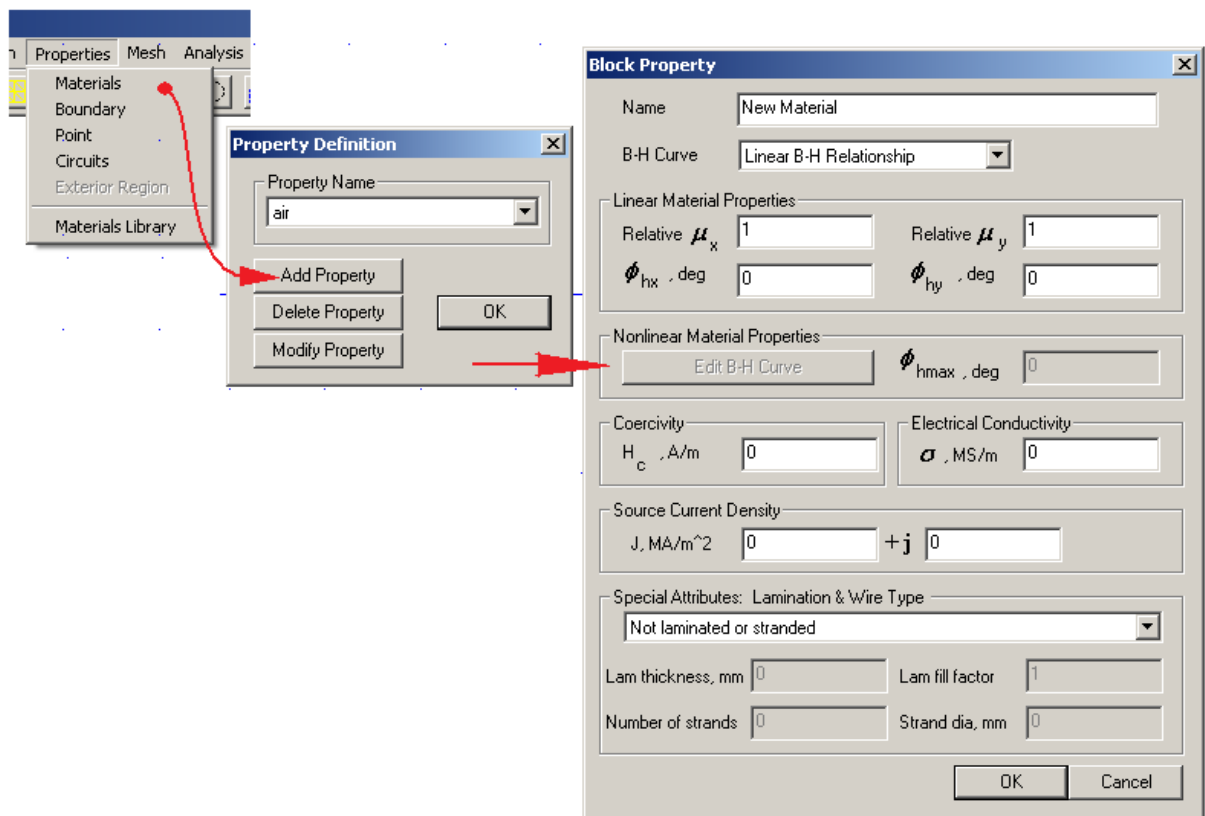 n Properties Mesh Analysis
Materials
Boundary
Point
Circuits
Exterior Region
Materials Library
Property Definition
Property Name
air
Add Property
Delete Property
OK
Modify Property
Block Property
Name New Material
B-H Curve Linear B-H Relationship
Linear Material Properties
Relative μx 1 Relative μy 1
ϕhx , deg 0 ϕhy , deg 0
Nonlinear Material Properties
Edit B-H Curve ϕhmax , deg 0
Coercivity Electrical Conductivity
Hc , A/m 0 σ , MS/m 0
Source Current Density
J, MA/m^2 0 +j 0
Special Attributes: Lamination & Wire Type
Not laminated or stranded
Lam thickness, mm 0 Lam fill factor 1
Number of strands 0 Strand dia, mm 0
OK Cancel